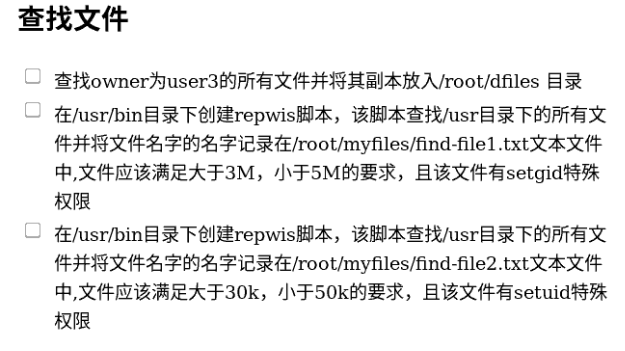 查找文件
查找owner为user3的所有文件并将其副本放入/root/dfiles 目录
在/usr/bin目录下创建repwis脚本，该脚本查找/usr目录下的所有文
件并将文件名字的名字记录在/root/myfiles/find-file1.txt文本文件
中,文件应该满足大于3M，小于5M的要求，且该文件有setgid特殊
权限
在/usr/bin目录下创建repwis脚本，该脚本查找/usr目录下的所有文
件并将文件名字的名字记录在/root/myfiles/find-file2.txt文本文件
中,文件应该满足大于30k，小于50k的要求，且该文件有setuid特殊
权限